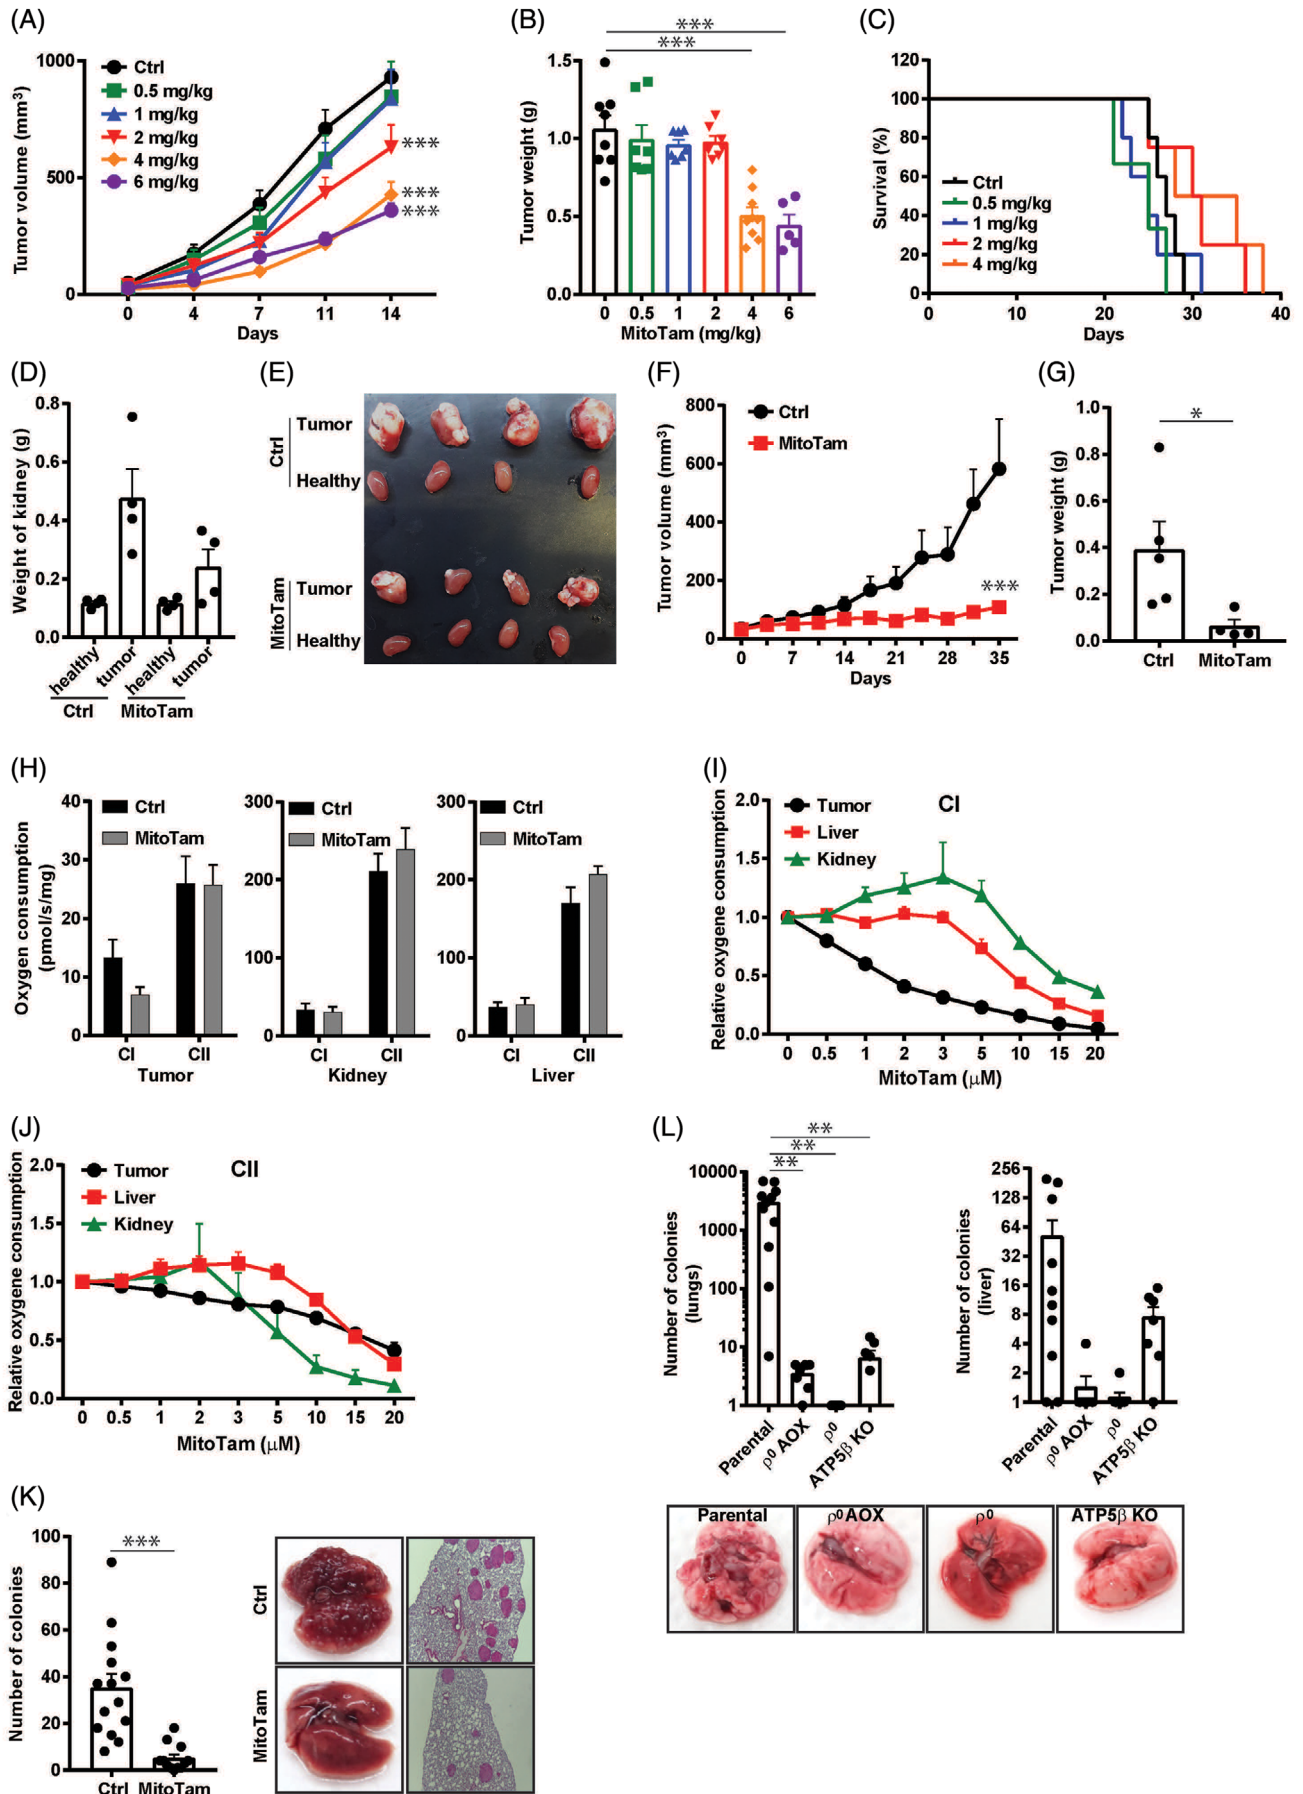 (A)
Tumor volume (mm³)
1000
500
0
Ctrl
0.5 mg/kg
1 mg/kg
2 mg/kg
4 mg/kg
6 mg/kg
***
***
***
0 4 7 11 14
Days
(B)
***
***
Tumor weight (g)
1.5
1.0
0.5
0.0
0 0.5 1 2 4 6
MitoTam (mg/kg)
(C)
Survival (%)
120
100
80
60
40
20
0
Ctrl
0.5 mg/kg
1 mg/kg
2 mg/kg
4 mg/kg
0 10 20 30 40
Days
(D)
Weight of kidney (g)
0.8
0.6
0.4
0.2
0.0
healthy tumor healthy tumor
Ctrl MitoTam
(E)
Ctrl
Tumor
Healthy
MitoTam
Tumor
Healthy
(F)
Tumor volume (mm³)
800
600
400
200
0
Ctrl
MitoTam
***
0 7 14 21 28 35
Days
(G)
*
Tumor weight (g)
1.0
0.8
0.6
0.4
0.2
0.0
Ctrl MitoTam
(H)
Oxygen consumption
(pmol/s/mg)
40
30
20
10
0
Ctrl
MitoTam
CI CII
Tumor
300
200
100
0
Ctrl
MitoTam
CI CII
Kidney
300
200
100
0
Ctrl
MitoTam
CI CII
Liver
(I)
CI
Relative oxygene consumption
2.0
1.5
1.0
0.5
0.0
Tumor
Liver
Kidney
0 0.5 1 2 3 5 10 15 20
MitoTam (μM)
(J)
CII
Relative oxygene consumption
2.0
1.5
1.0
0.5
0.0
Tumor
Liver
Kidney
0 0.5 1 2 3 5 10 15 20
MitoTam (μM)
(L)
**
**
**
Number of colonies
(lungs)
10000
1000
100
10
1
Parental ρ⁰ AOX ρ⁰ ATP5β KO
Number of colonies
(liver)
256
128
64
32
16
8
4
2
1
Parental ρ⁰ AOX ρ⁰ ATP5β KO
Parental ρ⁰ AOX ρ⁰ ATP5β KO
(K)
***
Number of colonies
100
80
60
40
20
0
Ctrl MitoTam
Ctrl
MitoTam